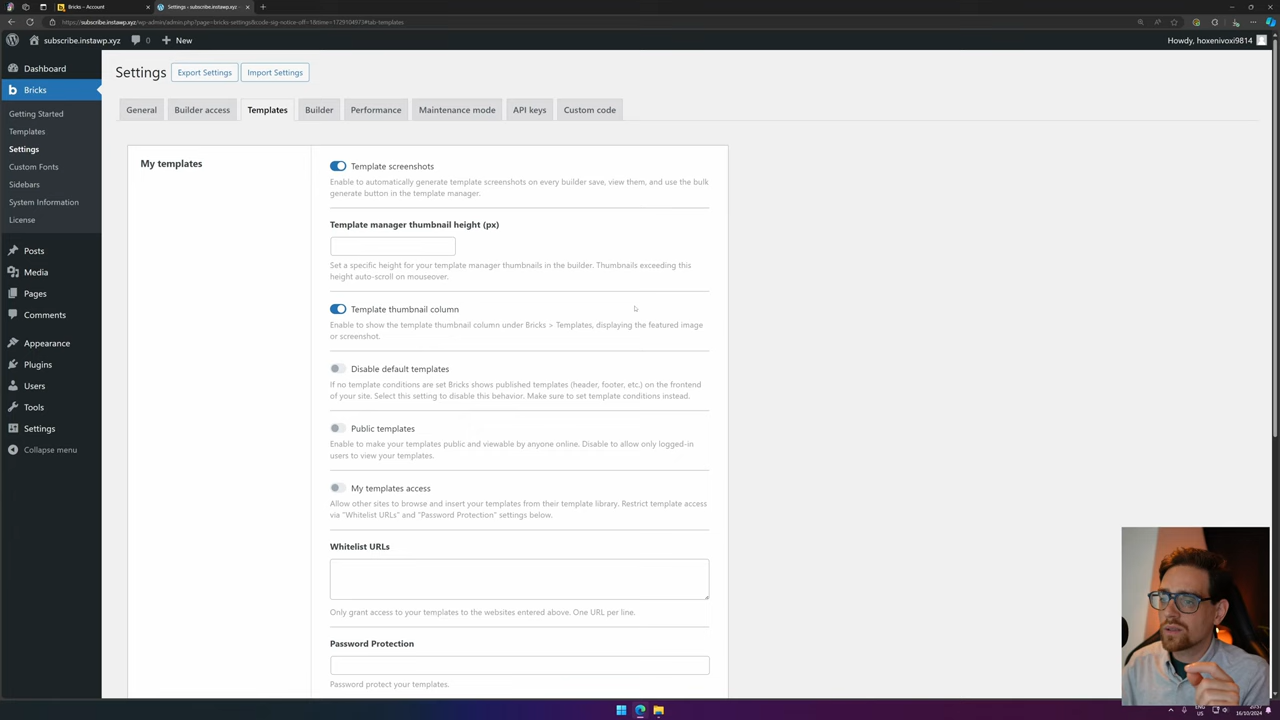 Bricks – Account
Settings ‹ subscribe.instawp.xyz
https://subscribe.instawp.xyz/wp-admin/admin.php?page=bricks-settings&code-sig-notice-off=1&time=1729104973#tab-templates
subscribe.instawp.xyz
0
New
Howdy, hoxenivoxi9814
Dashboard
Bricks
Getting Started
Templates
Settings
Custom Fonts
Sidebars
System Information
License
Posts
Media
Pages
Comments
Appearance
Plugins
Users
Tools
Settings
Collapse menu
Settings
Export Settings
Import Settings
General
Builder access
Templates
Builder
Performance
Maintenance mode
API keys
Custom code
My templates
Template screenshots
Enable to automatically generate template screenshots on every builder save, view them, and use the bulk
generate button in the template manager.
Template manager thumbnail height (px)
Set a specific height for your template manager thumbnails in the builder. Thumbnails exceeding this
height auto-scroll on mouseover.
Template thumbnail column
Enable to show the template thumbnail column under Bricks > Templates, displaying the featured image
or screenshot.
Disable default templates
If no template conditions are set Bricks shows published templates (header, footer, etc.) on the frontend
of your site. Select this setting to disable this behavior. Make sure to set template conditions instead.
Public templates
Enable to make your templates public and viewable by anyone online. Disable to allow only logged-in
users to view your templates.
My templates access
Allow other sites to browse and insert your templates from their template library. Restrict template access
via "Whitelist URLs" and "Password Protection" settings below.
Whitelist URLs
Only grant access to your templates to the websites entered above. One URL per line.
Password Protection
Password protect your templates.
ENG
US
20:57
16/10/2024